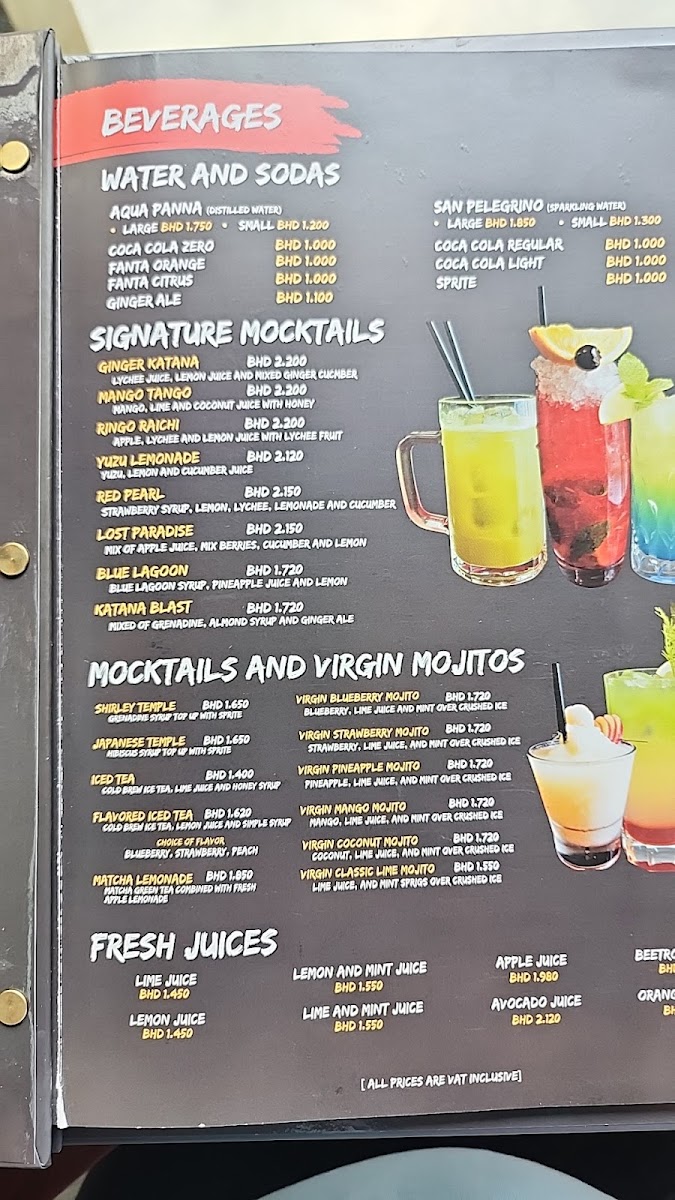 BEVERAGES
WATER AND SODAS
AQUA PANNA (DISTILLED WATER)
• LARGE BHD 1.750 • SMALL BHD 1.200
COCA COLA ZERO BHD 1.000
FANTA ORANGE BHD 1.000
FANTA CITRUS BHD 1.000
GINGER ALE BHD 1.100
SAN PELEGRINO (SPARKLING WATER)
• LARGE BHD 1.850 • SMALL BHD 1.300
COCA COLA REGULAR BHD 1.000
COCA COLA LIGHT BHD 1.000
SPRITE BHD 1.000
SIGNATURE MOCKTAILS
GINGER KATANA BHD 2.200
LYCHEE JUICE, LEMON JUICE AND MIXED GINGER CUCMBER
MANGO TANGO BHD 2.200
MANGO, LIME AND COCONUT JUICE WITH HONEY
RINGO RAICHI BHD 2.200
APPLE, LYCHEE AND LEMON JUICE WITH LYCHEE FRUIT
YUZU LEMONADE BHD 2.120
YUZU, LEMON AND CUCUMBER JUICE
RED PEARL BHD 2.150
STRAWBERRY SYRUP, LEMON, LYCHEE, LEMONADE AND CUCUMBER
LOST PARADISE BHD 2.150
MIX OF APPLE JUICE, MIX BERRIES, CUCUMBER AND LEMON
BLUE LAGOON BHD 1.720
BLUE LAGOON SYRUP, PINEAPPLE JUICE AND LEMON
KATANA BLAST BHD 1.720
MIXED OF GRENADINE, ALMOND SYRUP AND GINGER ALE
MOCKTAILS AND VIRGIN MOJITOS
SHIRLEY TEMPLE BHD 1.650
GRENADINE SYRUP TOP UP WITH SPRITE
JAPANESE TEMPLE BHD 1.650
HIBISCUS SYRUP TOP UP WITH SPRITE
ICED TEA BHD 1.400
COLD BREW ICE TEA, LIME JUICE AND HONEY SYRUP
FLAVORED ICED TEA BHD 1.620
COLD BREW ICE TEA, LEMON JUICE AND SIMPLE SYRUP
CHOICE OF FLAVOR
BLUEBERRY, STRAWBERRY, PEACH
MATCHA LEMONADE BHD 1.850
MATCHA GREEN TEA COMBINED WITH FRESH
APPLE LEMONADE
VIRGIN BLUEBERRY MOJITO BHD 1.720
BLUEBERRY, LIME JUICE AND MINT OVER CRUSHED ICE
VIRGIN STRAWBERRY MOJITO BHD 1.720
STRAWBERRY, LIME JUICE, AND MINT OVER CRUSHED ICE
VIRGIN PINEAPPLE MOJITO BHD 1.720
PINEAPPLE, LIME JUICE, AND MINT OVER CRUSHED ICE
VIRGIN MANGO MOJITO BHD 1.720
MANGO, LIME JUICE, AND MINT OVER CRUSHED ICE
VIRGIN COCONUT MOJITO BHD 1.720
COCONUT, LIME JUICE, AND MINT OVER CRUSHED ICE
VIRGIN CLASSIC LIME MOJITO BHD 1.550
LIME JUICE, AND MINT SPRIGS OVER CRUSHED ICE
FRESH JUICES
LIME JUICE
BHD 1.450
LEMON JUICE
BHD 1.450
LEMON AND MINT JUICE
BHD 1.550
LIME AND MINT JUICE
BHD 1.550
APPLE JUICE
BHD 1.980
AVOCADO JUICE
BHD 2.120
[ ALL PRICES ARE VAT INCLUSIVE]